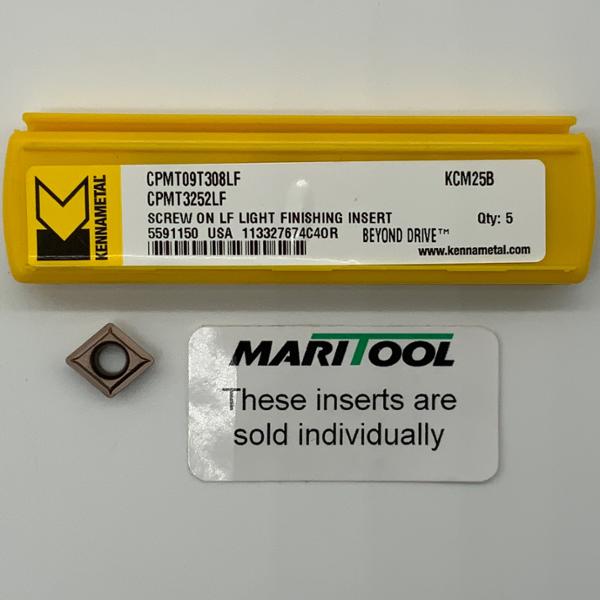 KENNAMETAL
CPMT09T308LF KCM25B
CPMT3252LF
SCREW ON LF LIGHT FINISHING INSERT Qty: 5
5591150 USA 113327674C40R BEYOND DRIVE™
www.kennametal.com
MARITOOL
These inserts are
sold individually